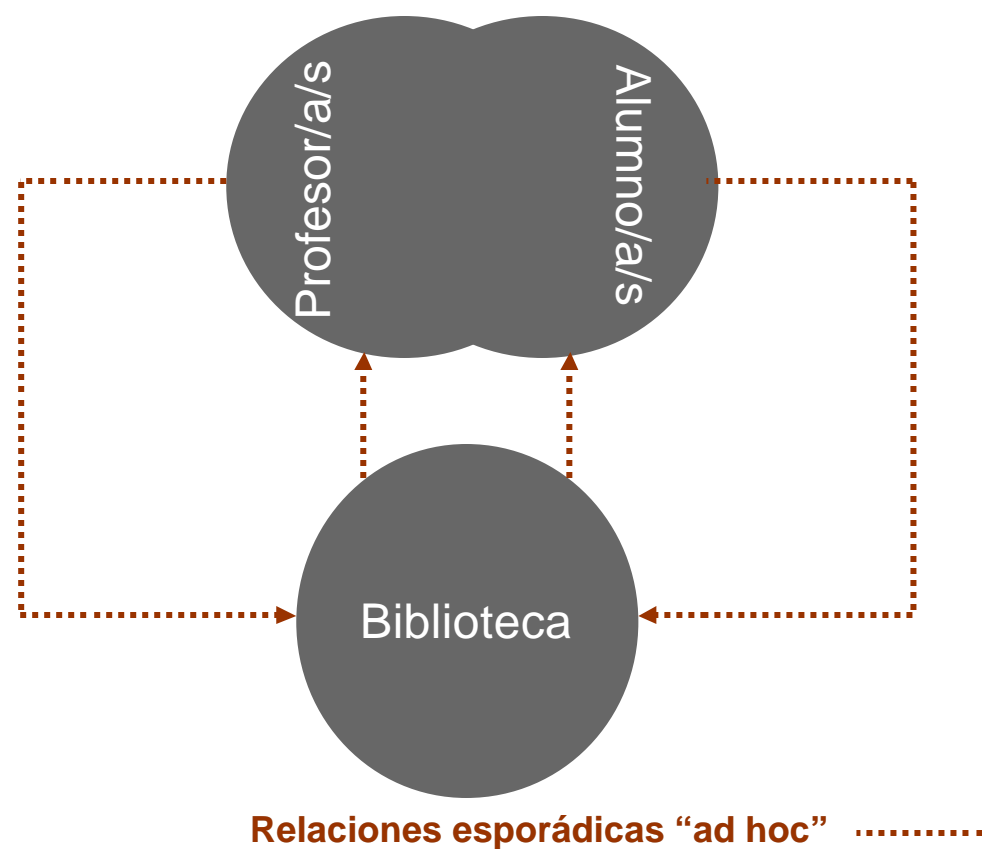 Profesor/a/s
Alumno/a/s
Biblioteca
Relaciones esporádicas “ad hoc”